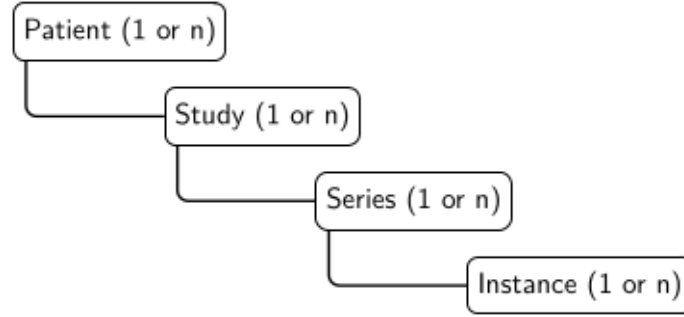 Patient (1 or n)
Study (1 or n)
Series (1 or n)
Instance (1 or n)